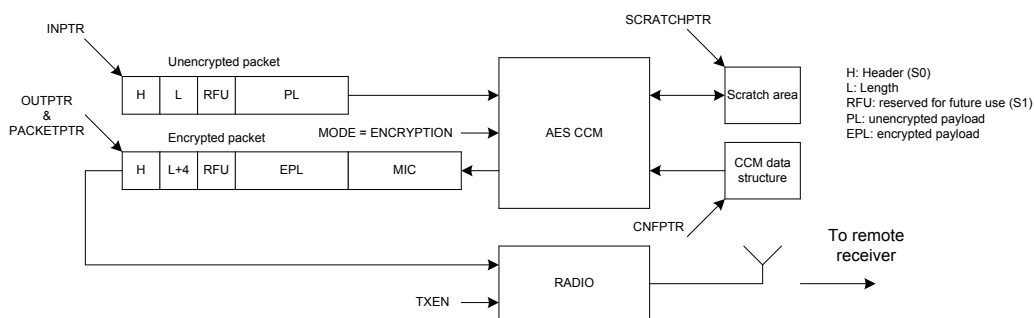 SCRATCHPTR
INPTR
Unencrypted packet
H L RFU PL
OUTPTR
&
PACKETPTR
MODE = ENCRYPTION
AES CCM
Scratch area
H: Header (S0)
L: Length
RFU: reserved for future use (S1)
PL: unencrypted payload
EPL: encrypted payload
Encrypted packet
H L+4 RFU EPL MIC
CCM data
structure
CNFPTR
To remote
receiver
RADIO
TXEN